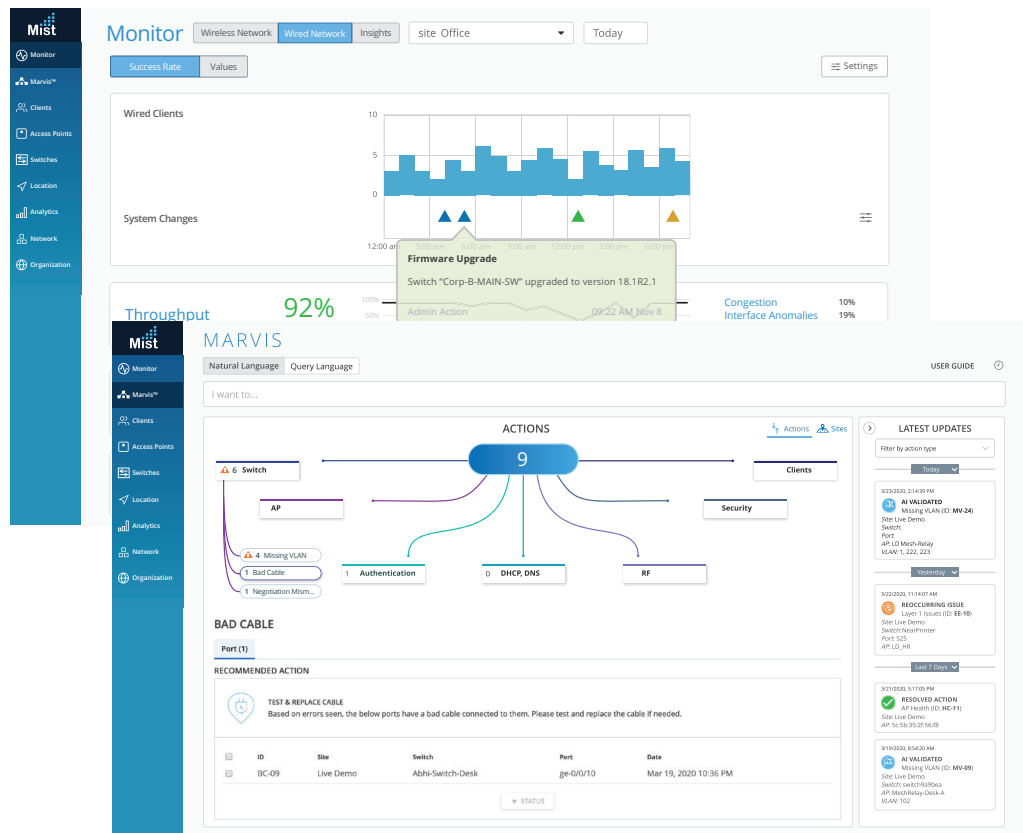 Mist
Monitor
Marvis™
Clients
Access Points
Switches
Location
Analytics
Network
Organization
Monitor
Wireless Network Wired Network Insights
site Office
Today
Success Rate Values
Settings
Wired Clients
10
5
0
System Changes
12:00 am 3:00 am 6:00 am 9:00 am 12:00 pm 3:00 pm 6:00 pm
Firmware Upgrade
Switch “Corp-B-MAIN-SW” upgraded to version 18.1R2.1
Admin Action 09:22 AM Nov 8
Throughput
92%
100%
50%
Congestion 10%
Interface Anomalies 19%
Mist
Monitor
Marvis™
Clients
Access Points
Switches
Location
Analytics
Network
Organization
MARVIS
Natural Language Query Language
USER GUIDE
I want to...
ACTIONS
Actions Sites
9
6 Switch
Clients
AP
Security
4 Missing VLAN
1 Bad Cable
1 Negotiation Mism...
1 Authentication
0 DHCP, DNS
RF
BAD CABLE
Port (1)
RECOMMENDED ACTION
TEST & REPLACE CABLE
Based on errors seen, the below ports have a bad cable connected to them. Please test and replace the cable if needed.
ID Site Switch Port Date
BC-09 Live Demo Abhi-Switch-Desk ge-0/0/10 Mar 19, 2020 10:36 PM
STATUS
LATEST UPDATES
Filter by action type
Today
3/23/2020, 2:14:39 PM
AI VALIDATED
Missing VLAN (ID: MV-24)
Site: Live Demo
Switch:
Port:
AP: LD Mesh-Relay
VLAN: 1, 222, 223
Yesterday
3/22/2020, 11:14:07 AM
REOCCURRING ISSUE
Layer 1 Issues (ID: EE-10)
Site: Live Demo
Switch: NearPrinter
Port: 525
AP: LD_HR
Last 7 Days
3/21/2020, 5:17:05 PM
RESOLVED ACTION
AP Health (ID: HC-11)
Site: Live Demo
AP: 5c:5b:35:2f:56:f8
3/19/2020, 8:54:20 AM
AI VALIDATED
Missing VLAN (ID: MV-09)
Site: Live Demo
Switch: switch9a9bea
AP: MeshRelay-Desk-A
VLAN: 102